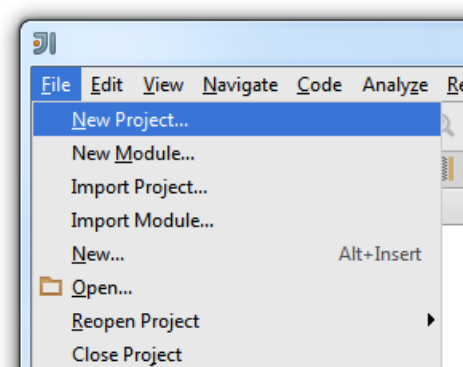 File Edit View Navigate Code Analyze Re
New Project...
New Module...
Import Project...
Import Module...
New... Alt+Insert
Open...
Reopen Project
Close Project